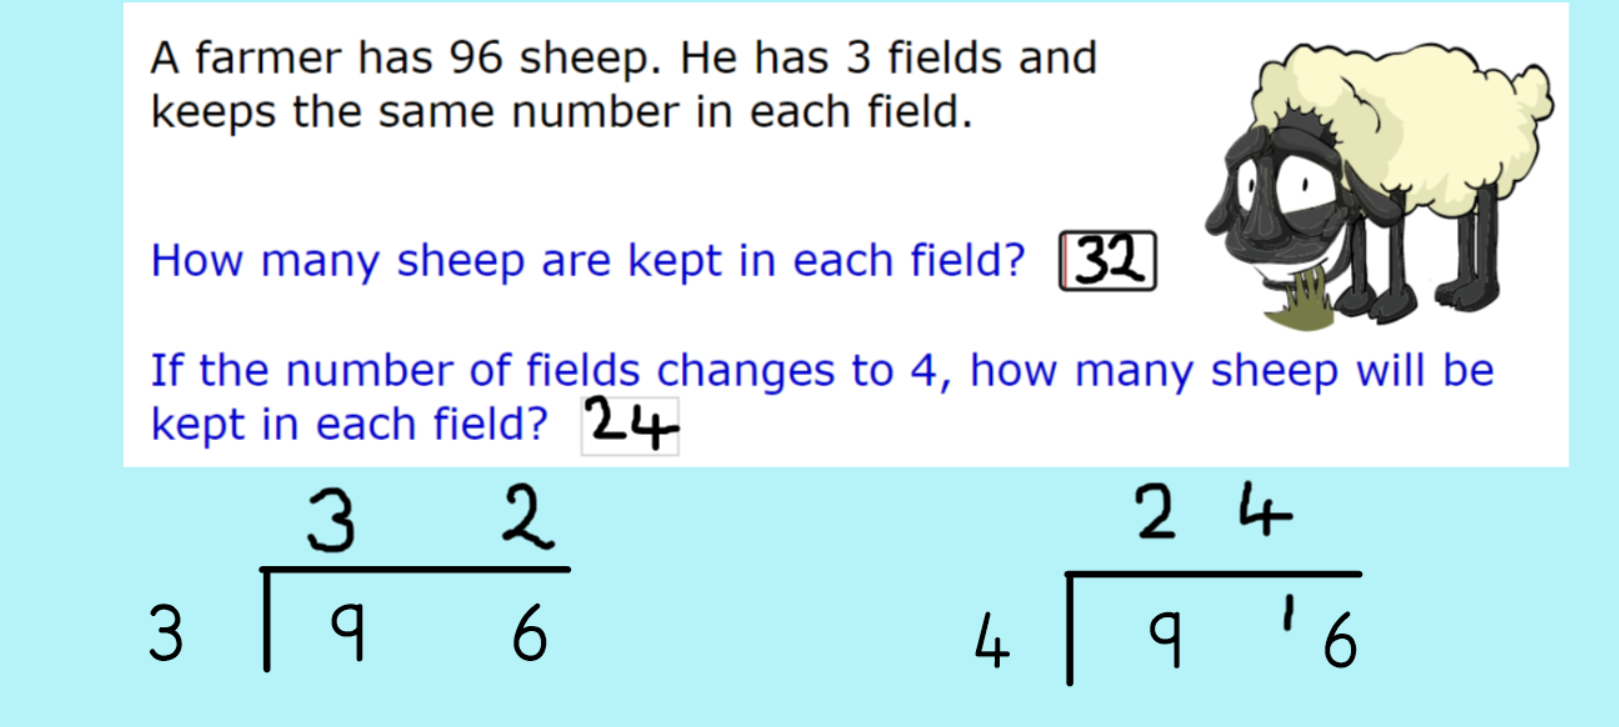 A farmer has 96 sheep. He has 3 fields and
keeps the same number in each field.
How many sheep are kept in each field? 32
If the number of fields changes to 4, how many sheep will be
kept in each field? 24
3 2
3 9 6
2 4
4 9 1 6